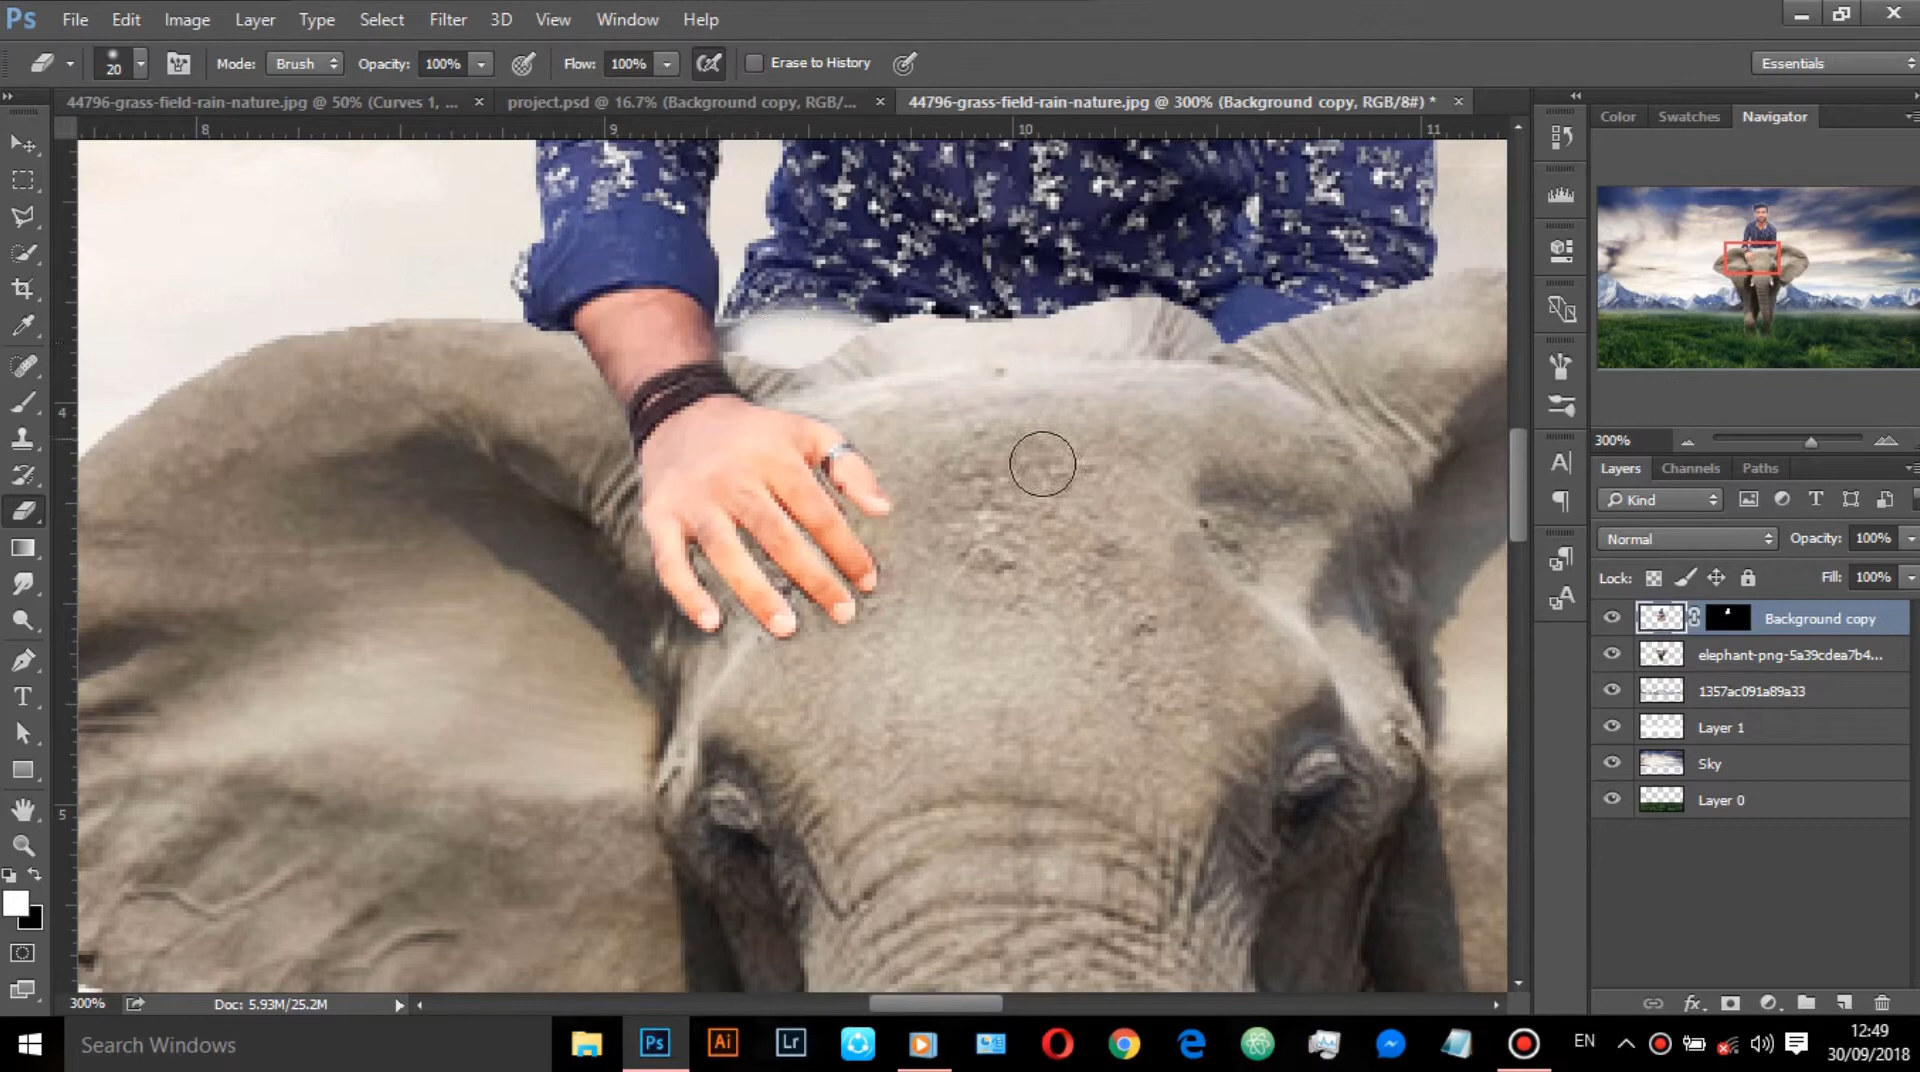 Ps File Edit Image Layer Type Select Filter 3D View Window Help
20 Mode: Brush Opacity: 100% Flow: 100% Erase to History Essentials
44796-grass-field-rain-nature.jpg @ 50% (Curves 1, ... × project.psd @ 16.7% (Background copy, RGB/... × 44796-grass-field-rain-nature.jpg @ 300% (Background copy, RGB/8#) * ×
Color Swatches Navigator
8 9 10 11
4
5
300%
Layers Channels Paths
Kind
Normal Opacity: 100%
Lock: Fill: 100%
Background copy
elephant-png-5a39cdea7b4...
1357ac091a89a33
Layer 1
Sky
Layer 0
300% Doc: 5.93M/25.2M
Search Windows
Ps Ai Lr
EN
12:49
30/09/2018